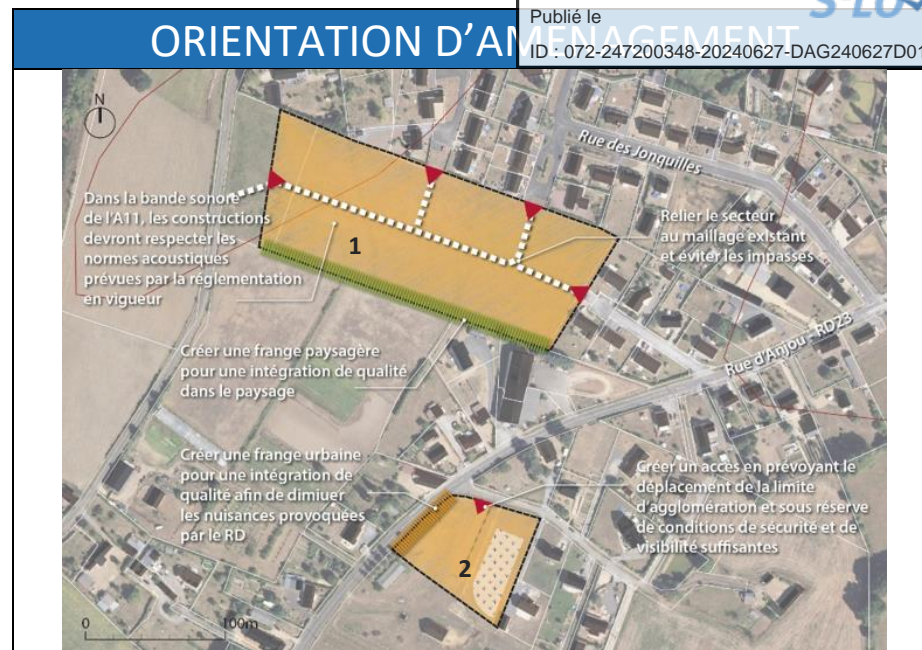 Publié le
S²LO
ID : 072-247200348-20240627-DAG240627D01
ORIENTATION D'AMENAGEMENT
N
Rue des Jonquilles
Dans la bande sonore
de l'A11, les constructions
devront respecter les
normes acoustiques
prévues par la réglementation
en vigueur
1
Relier le secteur
au maillage existant
et éviter les impasses
Rue d'Anjou - RD23
Créer une frange paysagère
pour une intégration de qualité
dans le paysage
Créer une frange urbaine
pour une intégration de
qualité afin de dimiuer
les nuisances provoquées
par le RD
Créer un accès en prévoyant le
déplacement de la limite
d'agglomération et sous réserve
de conditions de sécurité et de
visibilité suffisantes
2
0
100m